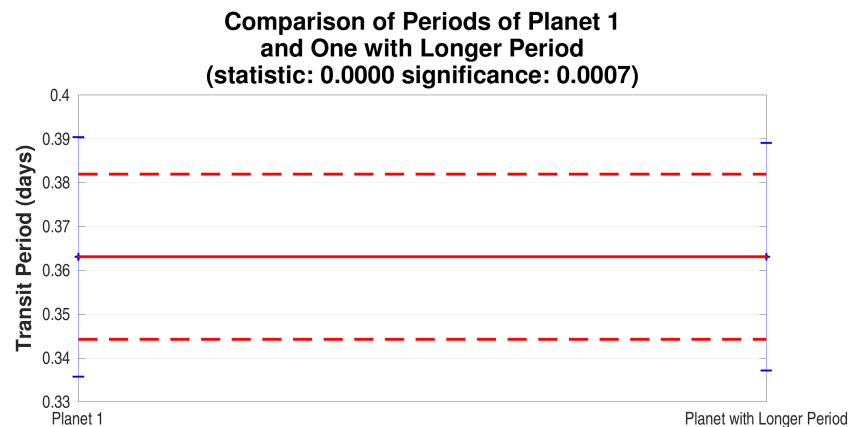 Comparison of Periods of Planet 1
and One with Longer Period
(statistic: 0.0000 significance: 0.0007)
Transit Period (days)
0.4
0.39
0.38
0.37
0.36
0.35
0.34
0.33
Planet 1
Planet with Longer Period